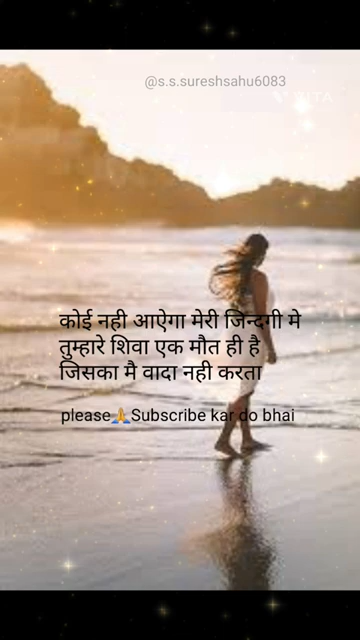 @s.s.sureshsahu6083
कोई नही आऐगा मेरी जिन्दगी मे
तुम्हारे शिवा एक मौत ही है
जिसका मै वादा नही करता
please🙏Subscribe kar do bhai